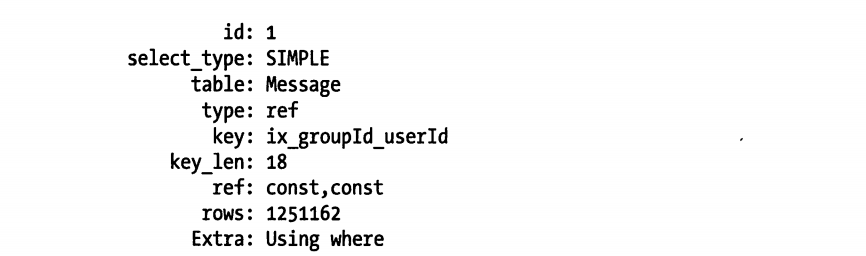 id: 1
select_type: SIMPLE
table: Message
type: ref
key: ix_groupId_userId
key_len: 18
ref: const,const
rows: 1251162
Extra: Using where